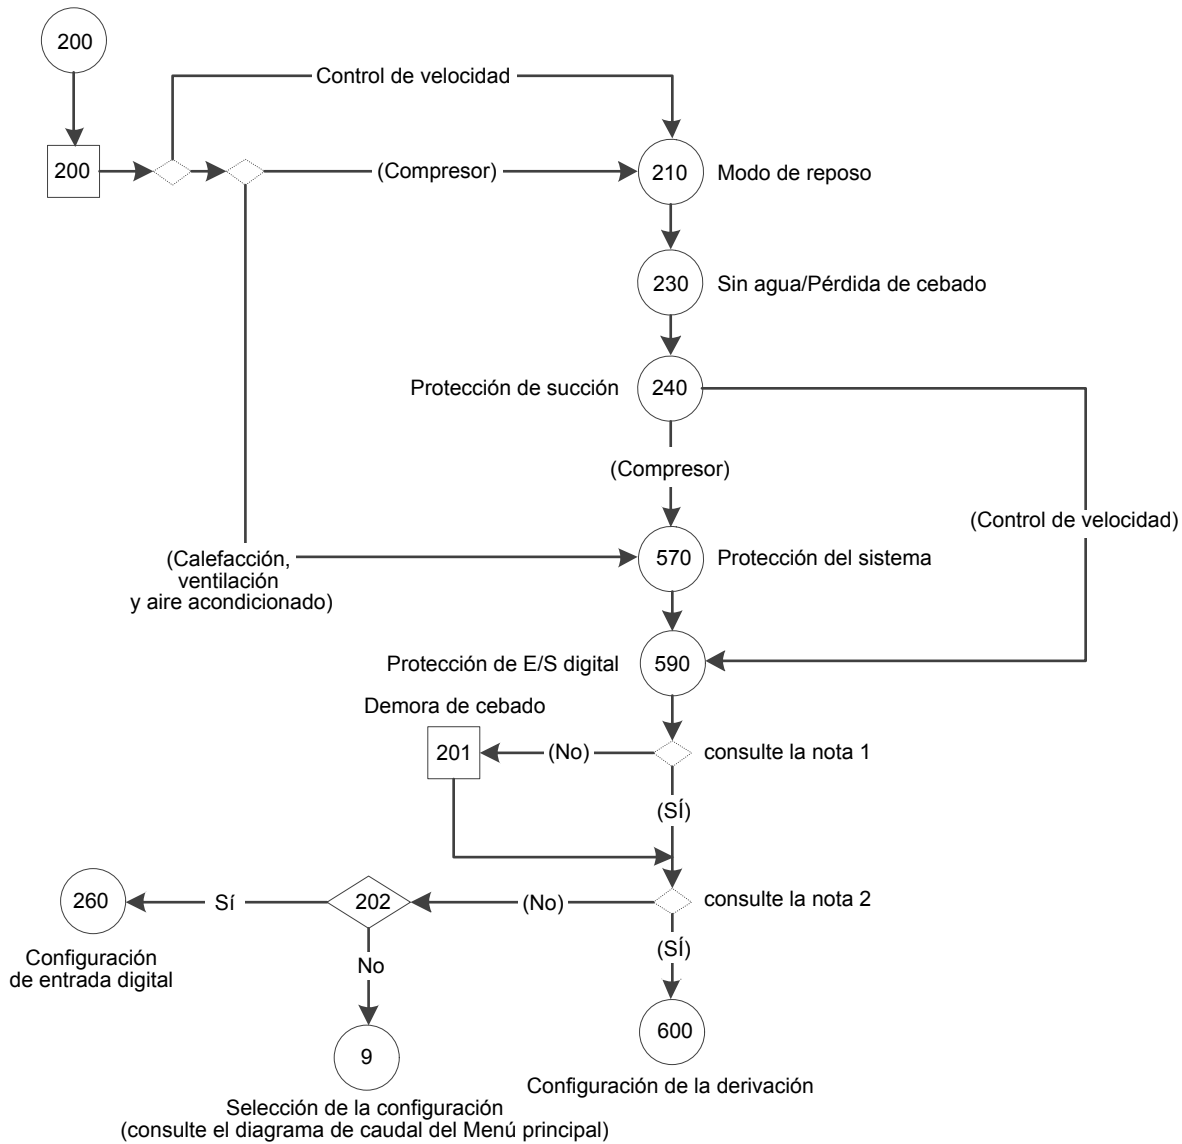 200
Control de velocidad
200
(Compresor)
210
Modo de reposo
230
Sin agua/Pérdida de cebado
Protección de succión
240
(Compresor)
(Control de velocidad)
(Calefacción,
ventilación
y aire acondicionado)
570
Protección del sistema
Protección de E/S digital
590
Demora de cebado
201
(No)
consulte la nota 1
(SÍ)
260
Sí
202
(No)
consulte la nota 2
Configuración
de entrada digital
No
(SÍ)
9
600
Selección de la configuración
(consulte el diagrama de caudal del Menú principal)
Configuración de la derivación